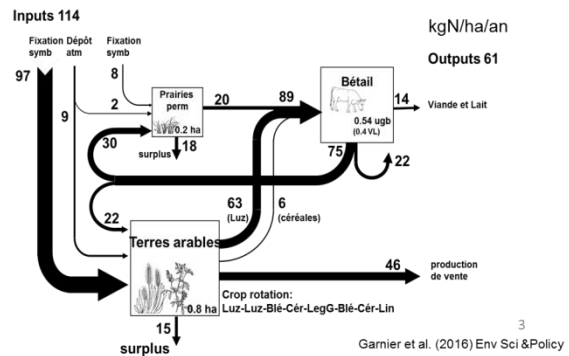 Inputs 114
kgN/ha/an
Outputs 61
Fixation symb
Dépôt atm
Fixation symb
97
9
8
2
Prairies perm
0.2 ha
20
89
Bétail
0.54 ugb
(0.4 VL)
14
Viande et Lait
30
surplus
18
75
22
22
63
(Luz)
6
(céréales)
Terres arables
0.8 ha
46
production de vente
Crop rotation:
Luz-Luz-Blé-Cér-LegG-Blé-Cér-Lin
15
surplus
3
Garnier et al. (2016) Env Sci &Policy